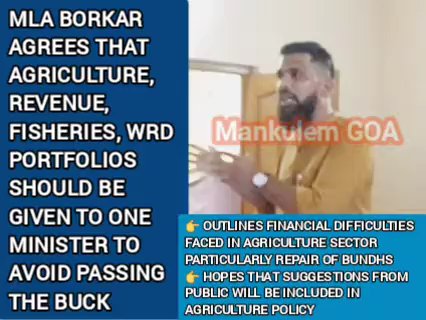 MLA BORKAR
AGREES THAT
AGRICULTURE,
REVENUE,
FISHERIES, WRD
PORTFOLIOS
SHOULD BE
GIVEN TO ONE
MINISTER TO
AVOID PASSING
THE BUCK
Mankulem GOA
👉 OUTLINES FINANCIAL DIFFICULTIES
FACED IN AGRICULTURE SECTOR
PARTICULARLY REPAIR OF BUNDHS
👉 HOPES THAT SUGGESTIONS FROM
PUBLIC WILL BE INCLUDED IN
AGRICULTURE POLICY